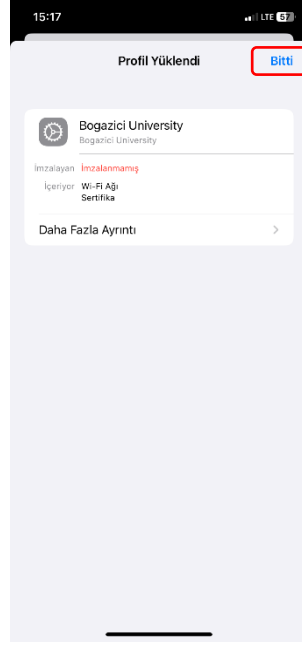 15:17
LTE 57
Profil Yüklendi
Bitti
Bogazici University
Bogazici University
İmzalayan İmzalanmamış
İçeriyor Wi-Fi Ağı
Sertifika
Daha Fazla Ayrıntı